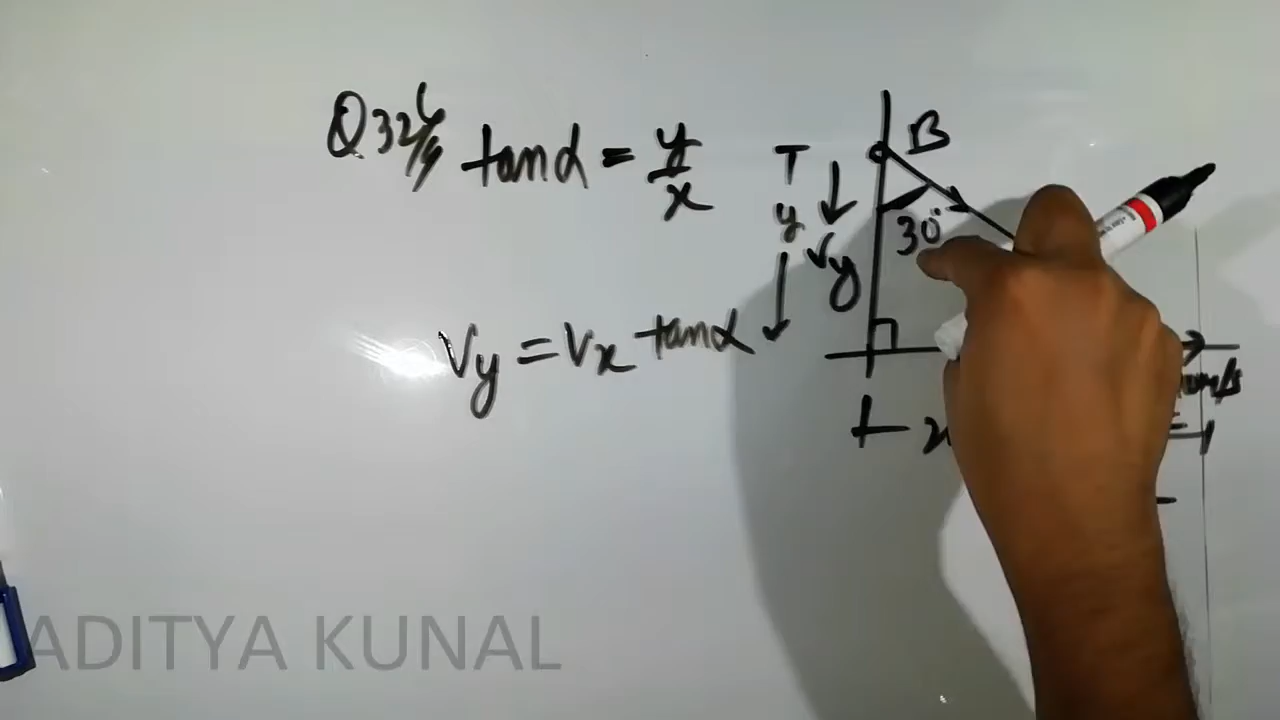 Q32
tanα = y/x
B
T
y
Vy
30°
Vy = Vx tanα
m/s
ADITYA KUNAL